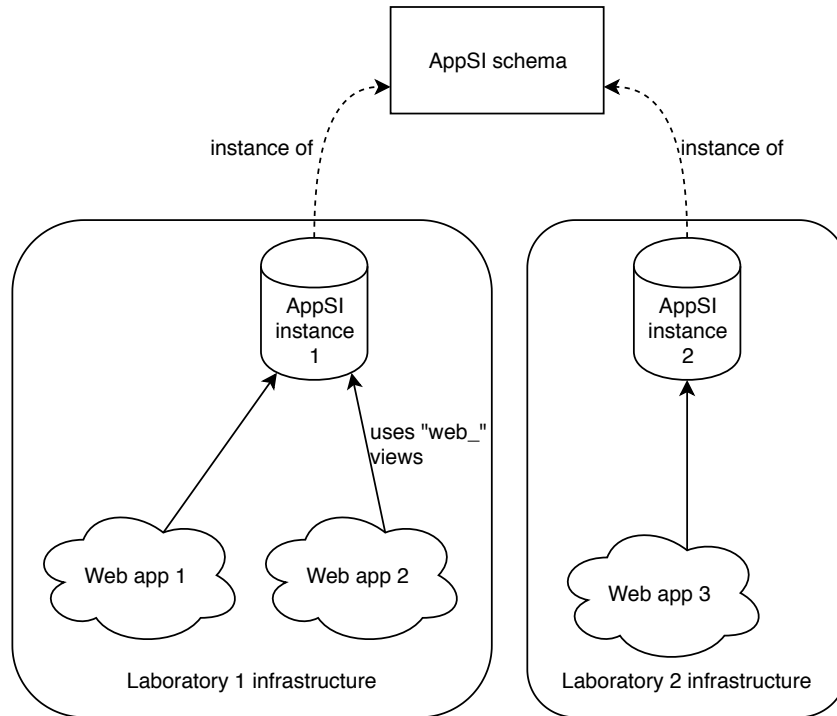 AppSI schema
instance of
instance of
AppSI
instance
1
AppSI
instance
2
uses "web_"
views
Web app 1
Web app 2
Web app 3
Laboratory 1 infrastructure
Laboratory 2 infrastructure